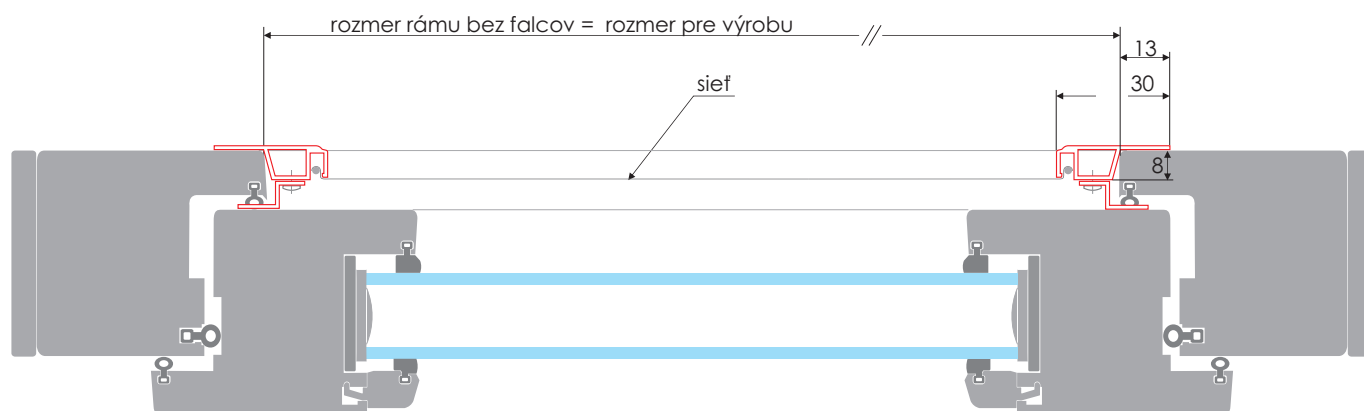 rozmer rámu bez falcov = rozmer pre výrobu
13
sieť
30
8